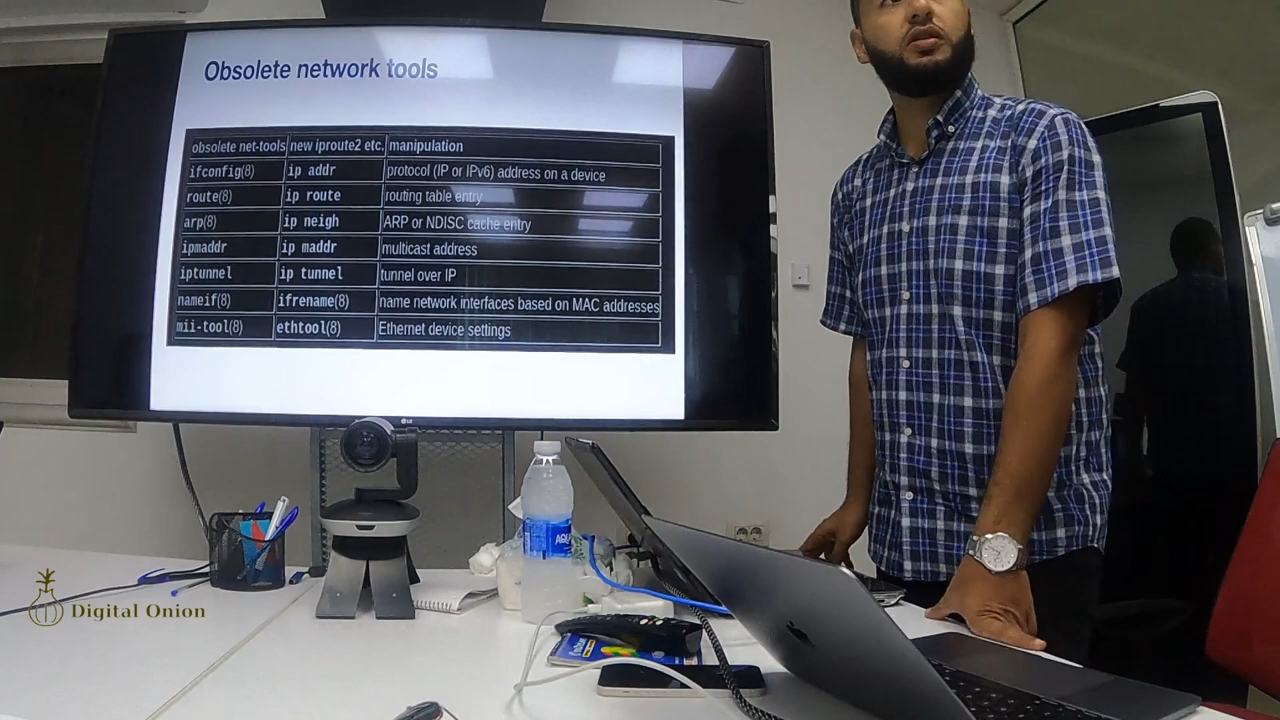 Obsolete network tools
obsolete net-tools new iproute2 etc. manipulation
ifconfig(8) ip addr protocol (IP or IPv6) address on a device
route(8) ip route routing table entry
arp(8) ip neigh ARP or NDISC cache entry
ipmaddr ip maddr multicast address
iptunnel ip tunnel tunnel over IP
nameif(8) ifrename(8) name network interfaces based on MAC addresses
mii-tool(8) ethtool(8) Ethernet device settings
LG
Digital Onion